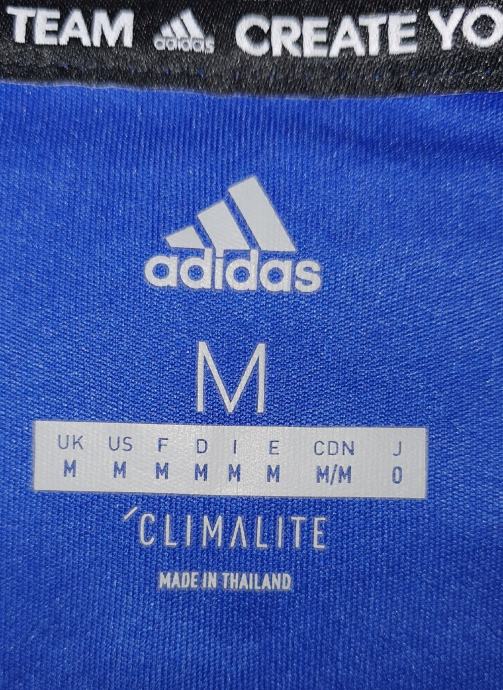 TEAM adidas CREATE YO
adidas
M
UK US F D I E CDN J
M M M M M M M/M O
CLIMALITE
MADE IN THAILAND